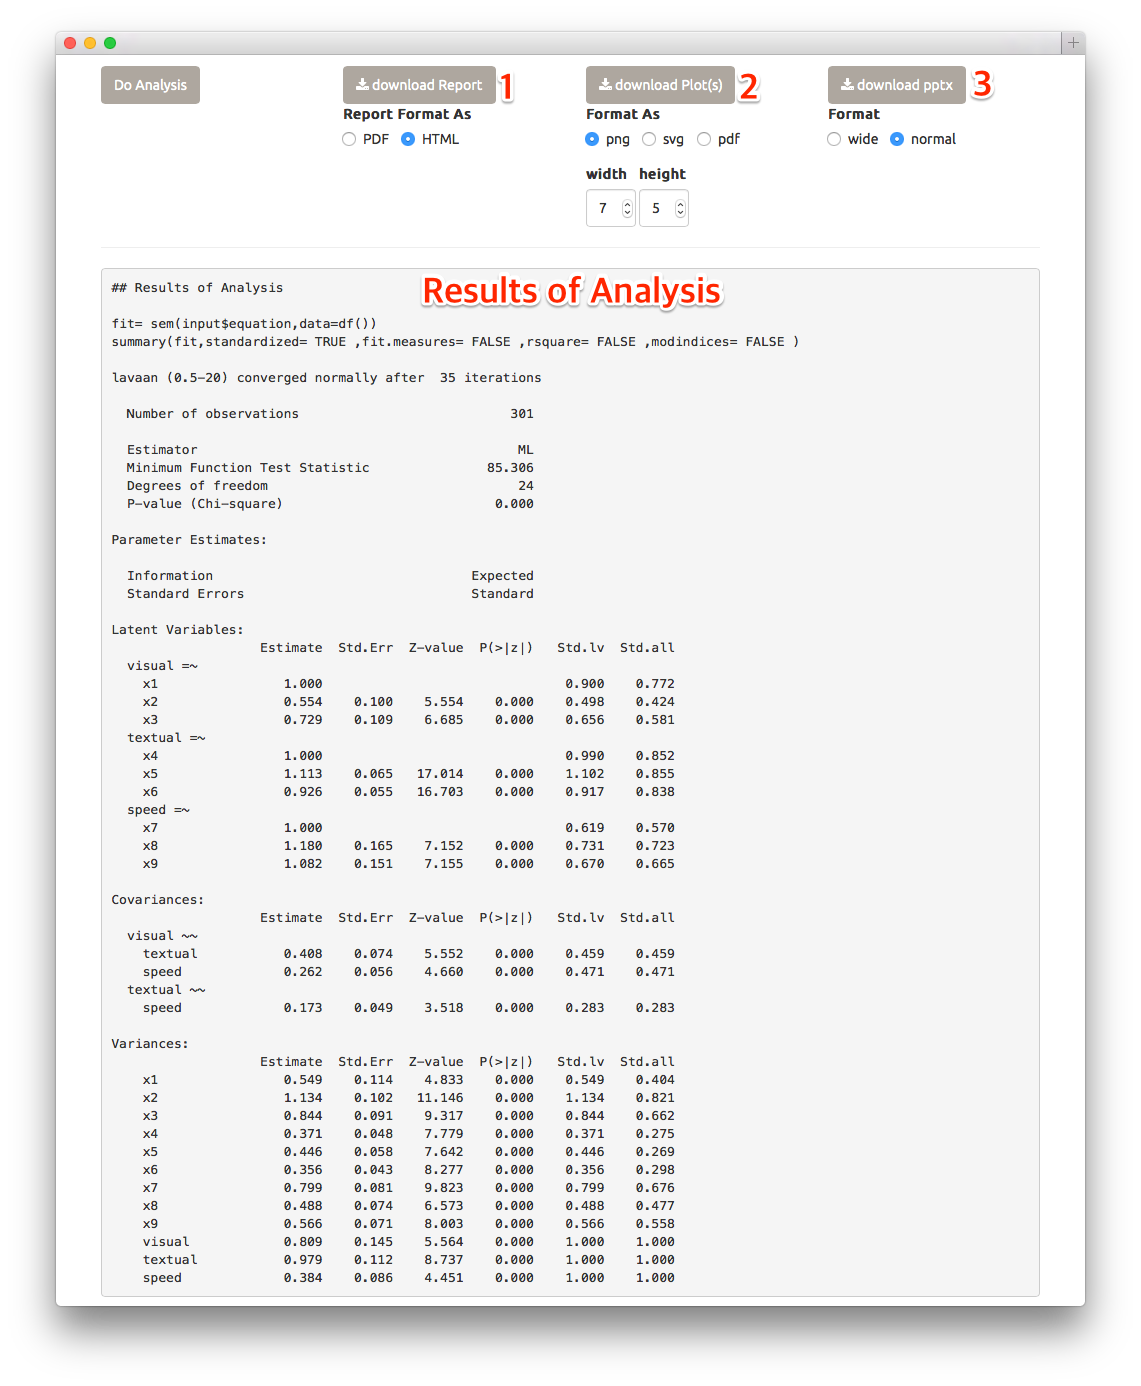 Do Analysis
download Report 1
download Plot(s) 2
download pptx 3
Report Format As
Format As
Format
PDF HTML
png svg pdf
wide normal
width height
7 5
Results of Analysis
## Results of Analysis
fit= sem(input$equation,data=df())
summary(fit,standardized= TRUE ,fit.measures= FALSE ,rsquare= FALSE ,modindices= FALSE )
lavaan (0.5-20) converged normally after  35 iterations
Number of observations 301
Estimator ML
Minimum Function Test Statistic 85.306
Degrees of freedom 24
P-value (Chi-square) 0.000
Parameter Estimates:
Information Expected
Standard Errors Standard
Latent Variables:
Estimate Std.Err Z-value P(>|z|) Std.lv Std.all
visual =~
x1 1.000 0.900 0.772
x2 0.554 0.100 5.554 0.000 0.498 0.424
x3 0.729 0.109 6.685 0.000 0.656 0.581
textual =~
x4 1.000 0.990 0.852
x5 1.113 0.065 17.014 0.000 1.102 0.855
x6 0.926 0.055 16.703 0.000 0.917 0.838
speed =~
x7 1.000 0.619 0.570
x8 1.180 0.165 7.152 0.000 0.731 0.723
x9 1.082 0.151 7.155 0.000 0.670 0.665
Covariances:
Estimate Std.Err Z-value P(>|z|) Std.lv Std.all
visual ~~
textual 0.408 0.074 5.552 0.000 0.459 0.459
speed 0.262 0.056 4.660 0.000 0.471 0.471
textual ~~
speed 0.173 0.049 3.518 0.000 0.283 0.283
Variances:
Estimate Std.Err Z-value P(>|z|) Std.lv Std.all
x1 0.549 0.114 4.833 0.000 0.549 0.404
x2 1.134 0.102 11.146 0.000 1.134 0.821
x3 0.844 0.091 9.317 0.000 0.844 0.662
x4 0.371 0.048 7.779 0.000 0.371 0.275
x5 0.446 0.058 7.642 0.000 0.446 0.269
x6 0.356 0.043 8.277 0.000 0.356 0.298
x7 0.799 0.081 9.823 0.000 0.799 0.676
x8 0.488 0.074 6.573 0.000 0.488 0.477
x9 0.566 0.071 8.003 0.000 0.566 0.558
visual 0.809 0.145 5.564 0.000 1.000 1.000
textual 0.979 0.112 8.737 0.000 1.000 1.000
speed 0.384 0.086 4.451 0.000 1.000 1.000